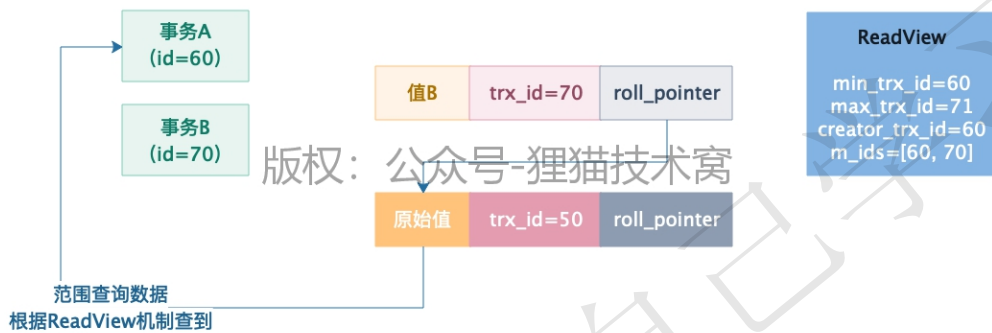 事务A
(id=60)
事务B
(id=70)
值B
trx_id=70
roll_pointer
原始值
trx_id=50
roll_pointer
ReadView
min_trx_id=60
max_trx_id=71
creator_trx_id=60
m_ids=[60, 70]
版权：公众号-狸猫技术窝
范围查询数据
根据ReadView机制查到
自己学